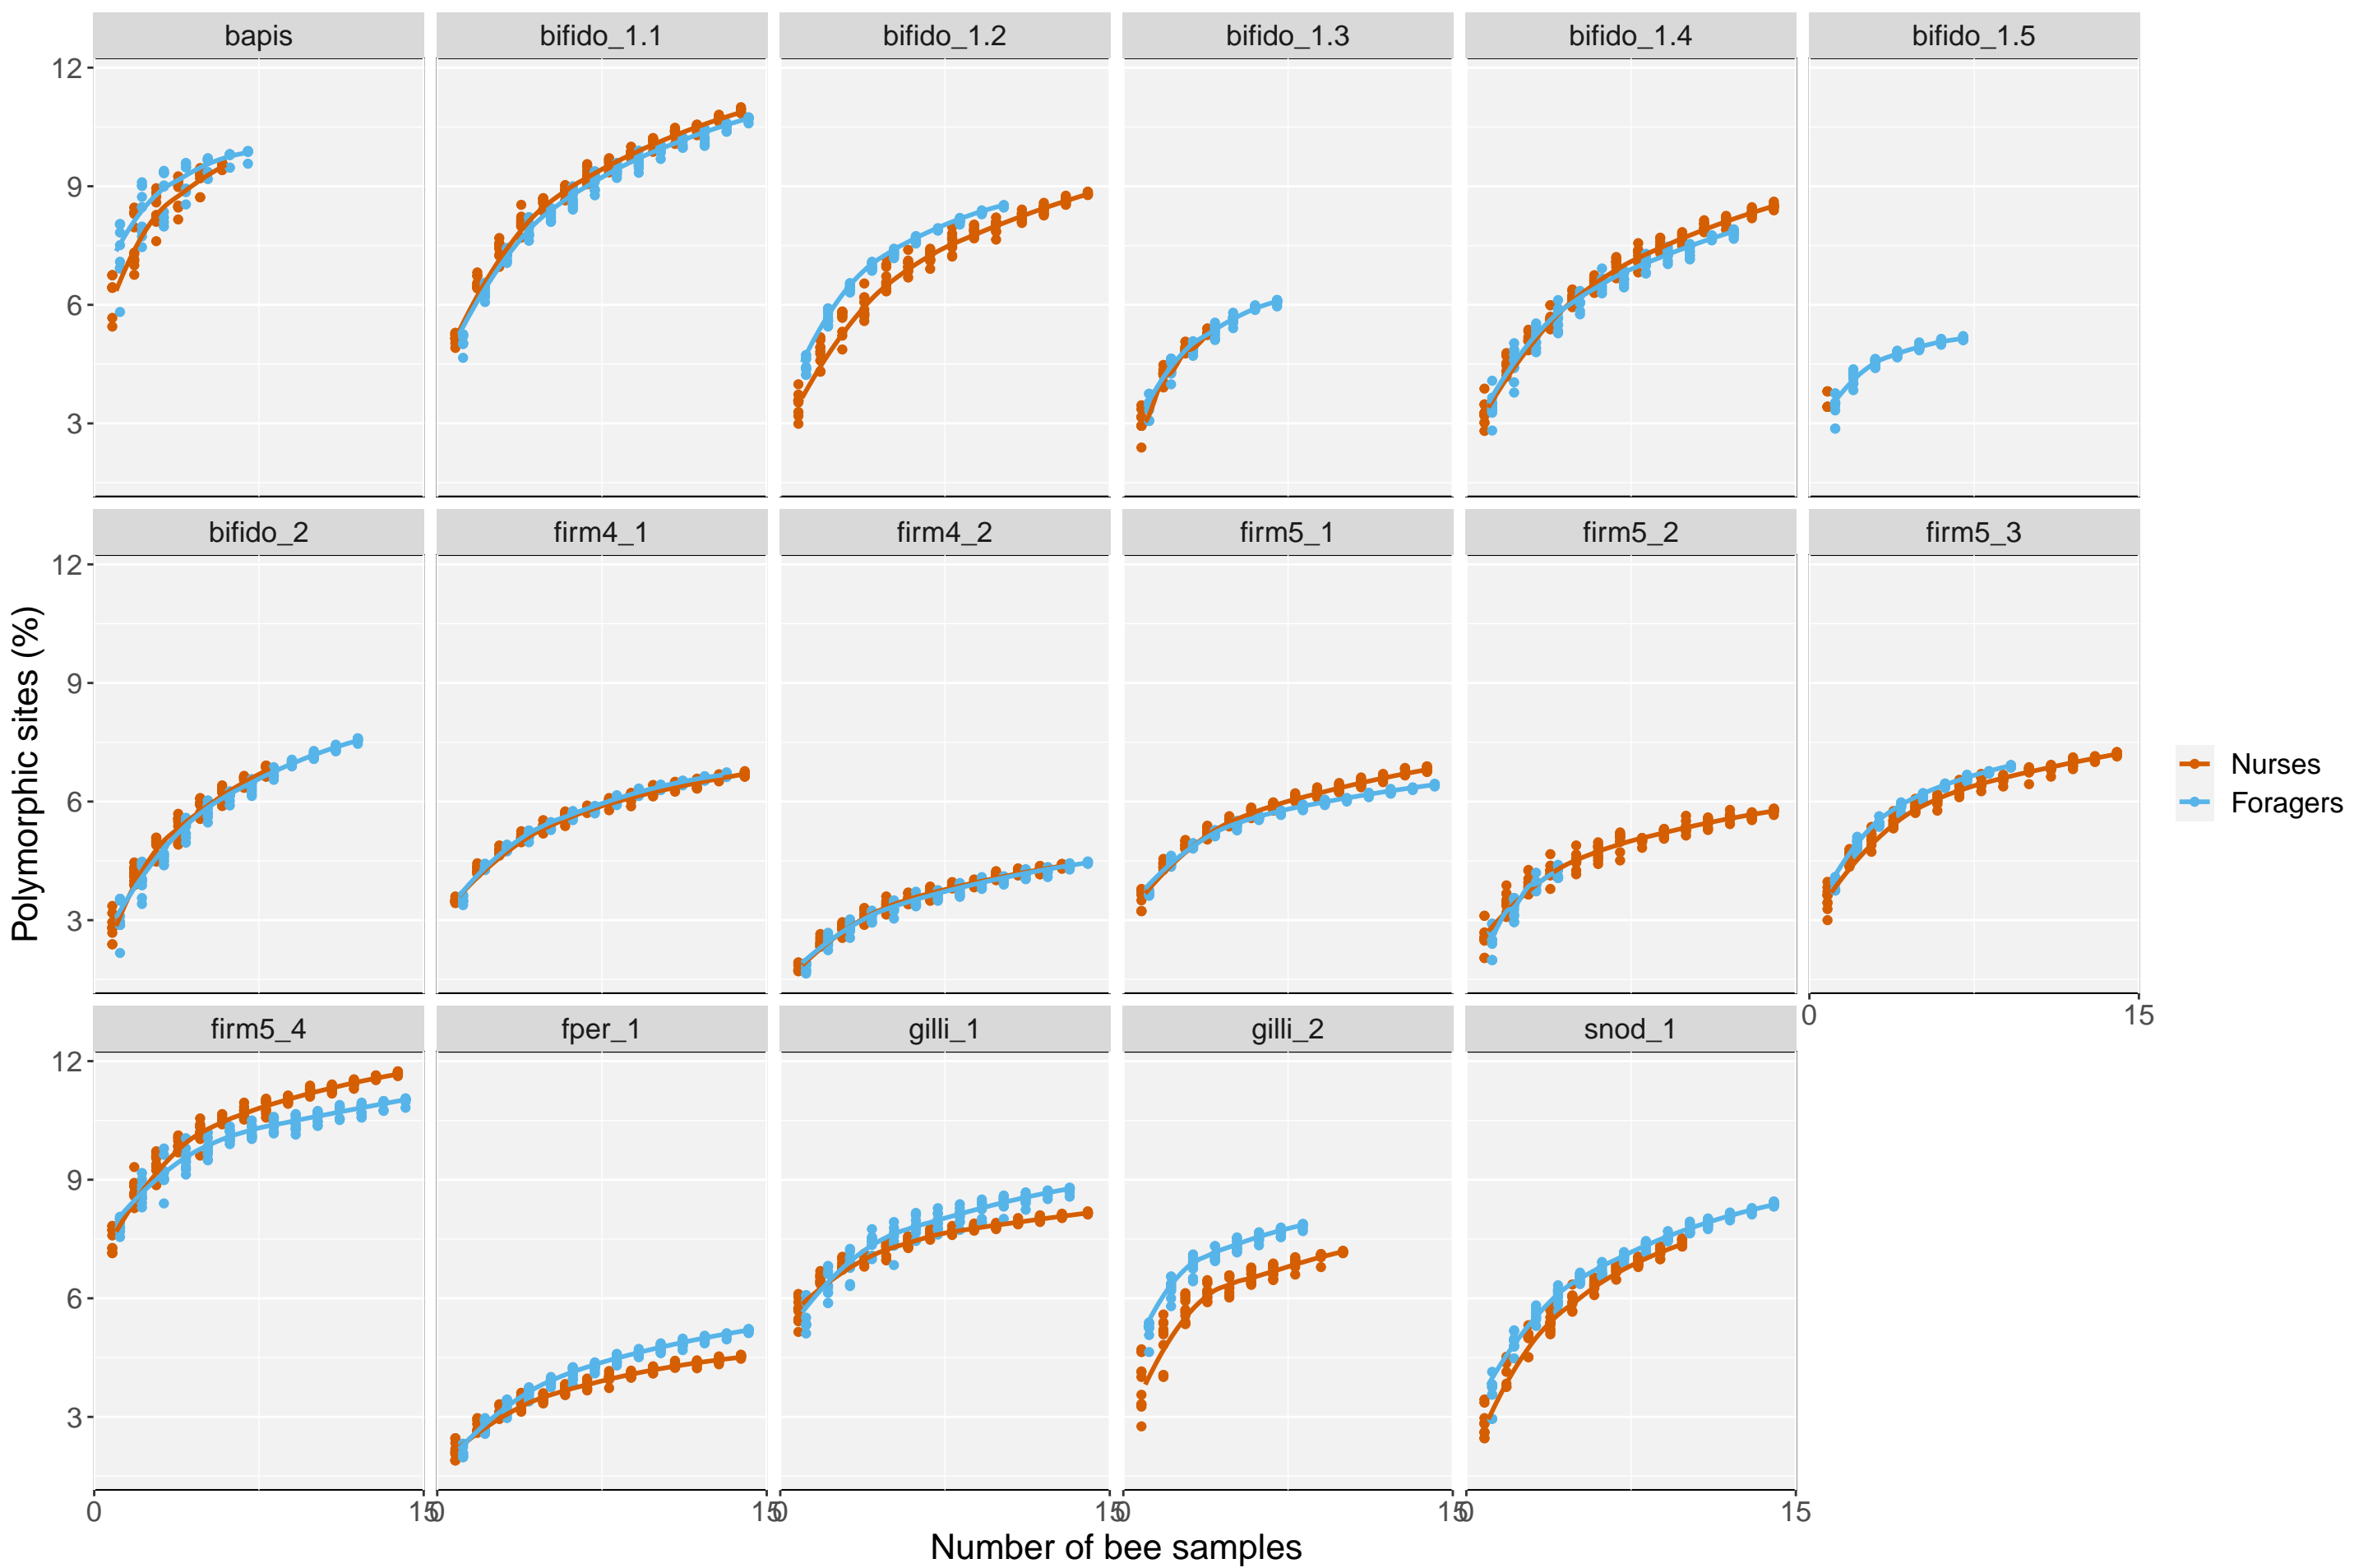 bapis bifido_1.1 bifido_1.2 bifido_1.3 bifido_1.4 bifido_1.5
12
9
6
3
bifido_2 firm4_1 firm4_2 firm5_1 firm5_2 firm5_3
12
9
6
3
0 15
firm5_4 fper_1 gilli_1 gilli_2 snod_1
12
9
6
3
0 15 0 15 0 15 0 15 0 15
Number of bee samples
Polymorphic sites (%)
Nurses
Foragers